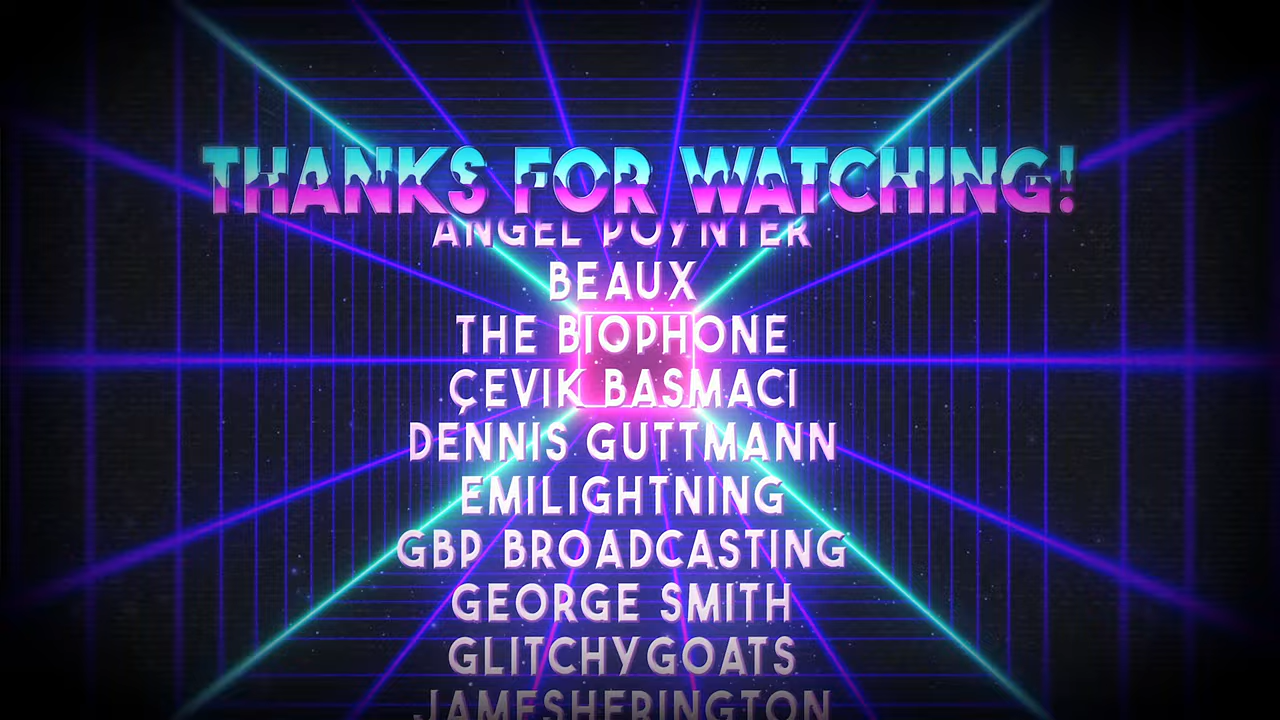 THANKS FOR WATCHING!
ANGEL POYNTER
BEAUX
THE BIOPHONE
ÇEVIK BASMACI
DENNIS GUTTMANN
EMILIGHTNING
GBP BROADCASTING
GEORGE SMITH
GLITCHYGOATS
JAMESHERINGTON